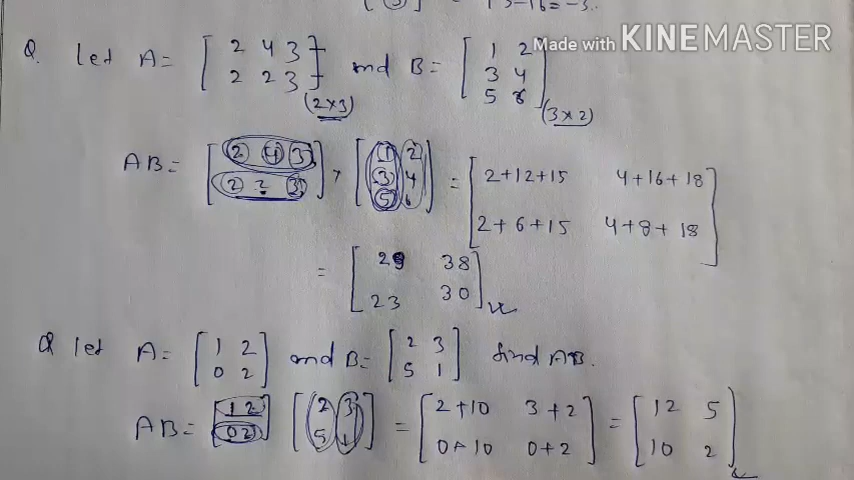 = 13-16 = -3.
Made with KINEMASTER
Q. let A = [ 2 4 3 and B = [ 1 2
2 2 3 ] (2×3) 3 4
5 6 ] (3×2)
AB = [ 2 4 3 × [ 1 2 = [ 2+12+15 4+16+18
2 2 3 ] 3 4 2+6+15 4+8+18 ]
5 6 ]
= [ 29 38
23 30 ]
Q let A = [ 1 2 and B = [ 2 3 find AB.
0 2 ] 5 1 ]
AB = [ 1 2 [ 2 3 = [ 2+10 3+2 = [ 12 5
0 2 ] 5 1 ] 0+10 0+2 ] 10 2 ]